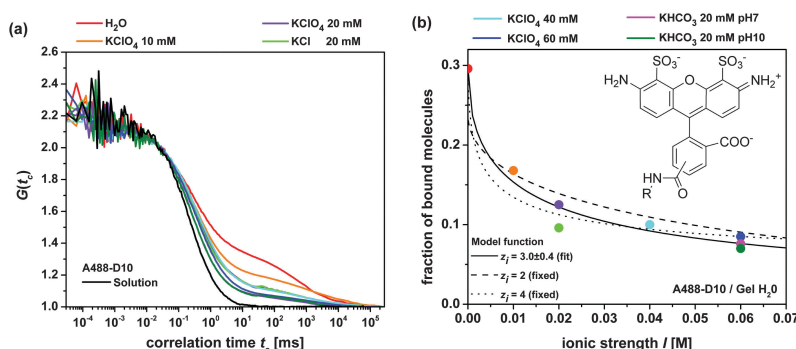 (a)
H₂O
KClO₄ 20 mM
KClO₄ 10 mM
KCl 20 mM
2.6
2.4
2.2
2.0
1.8
1.6
1.4
1.2
1.0
G(t_c)
A488-D10
Solution
10⁻⁴ 10⁻³ 10⁻² 10⁻¹ 10⁰ 10¹ 10² 10³ 10⁴ 10⁵
correlation time t_c [ms]
(b)
KClO₄ 40 mM
KHCO₃ 20 mM pH7
KClO₄ 60 mM
KHCO₃ 20 mM pH10
0.3
0.2
0.1
0.0
fraction of bound molecules
SO₃⁻ SO₃⁻
H₂N O NH₂⁺
COO⁻
HN
R' O
Model function
z_i = 3.0±0.4 (fit)
z_i = 2 (fixed)
z_i = 4 (fixed)
A488-D10 / Gel H₂0
0.00 0.01 0.02 0.03 0.04 0.05 0.06 0.07
ionic strength I [M]